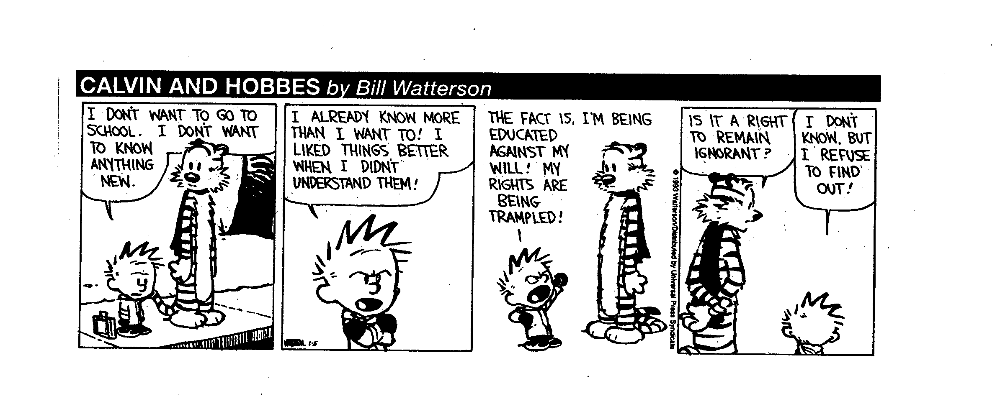 CALVIN AND HOBBES by Bill Watterson
I DON'T WANT TO GO TO
SCHOOL. I DON'T WANT
TO KNOW
ANYTHING
NEW.
I ALREADY KNOW MORE
THAN I WANT TO! I
LIKED THINGS BETTER
WHEN I DIDN'T
UNDERSTAND THEM!
1-5
THE FACT IS, I'M BEING
EDUCATED
AGAINST MY
WILL! MY
RIGHTS ARE
BEING
TRAMPLED!
© 1993 Watterson/Distributed by Universal Press Syndicate
IS IT A RIGHT
TO REMAIN
IGNORANT?
I DON'T
KNOW, BUT
I REFUSE
TO FIND
OUT!